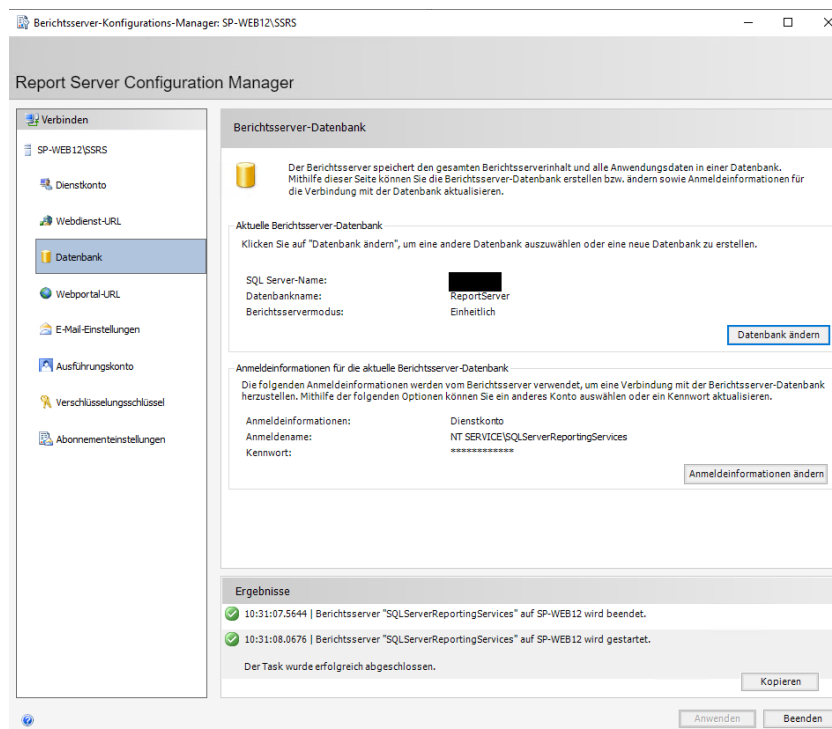 Berichtsserver-Konfigurations-Manager: SP-WEB12\SSRS
Report Server Configuration Manager
Verbinden
SP-WEB12\SSRS
Dienstkonto
Webdienst-URL
Datenbank
Webportal-URL
E-Mail-Einstellungen
Ausführungskonto
Verschlüsselungsschlüssel
Abonnementeinstellungen
Berichtsserver-Datenbank
Der Berichtsserver speichert den gesamten Berichtsserverinhalt und alle Anwendungsdaten in einer Datenbank.
Mithilfe dieser Seite können Sie die Berichtsserver-Datenbank erstellen bzw. ändern sowie Anmeldeinformationen für
die Verbindung mit der Datenbank aktualisieren.
Aktuelle Berichtsserver-Datenbank
Klicken Sie auf "Datenbank ändern", um eine andere Datenbank auszuwählen oder eine neue Datenbank zu erstellen.
SQL Server-Name:
Datenbankname: ReportServer
Berichtsservermodus: Einheitlich
Datenbank ändern
Anmeldeinformationen für die aktuelle Berichtsserver-Datenbank
Die folgenden Anmeldeinformationen werden vom Berichtsserver verwendet, um eine Verbindung mit der Berichtsserver-Datenbank
herzustellen. Mithilfe der folgenden Optionen können Sie ein anderes Konto auswählen oder ein Kennwort aktualisieren.
Anmeldeinformationen: Dienstkonto
Anmeldename: NT SERVICE\SQLServerReportingServices
Kennwort: ************
Anmeldeinformationen ändern
Ergebnisse
10:31:07.5644 | Berichtsserver "SQLServerReportingServices" auf SP-WEB12 wird beendet.
10:31:08.0676 | Berichtsserver "SQLServerReportingServices" auf SP-WEB12 wird gestartet.
Der Task wurde erfolgreich abgeschlossen.
Kopieren
Anwenden
Beenden